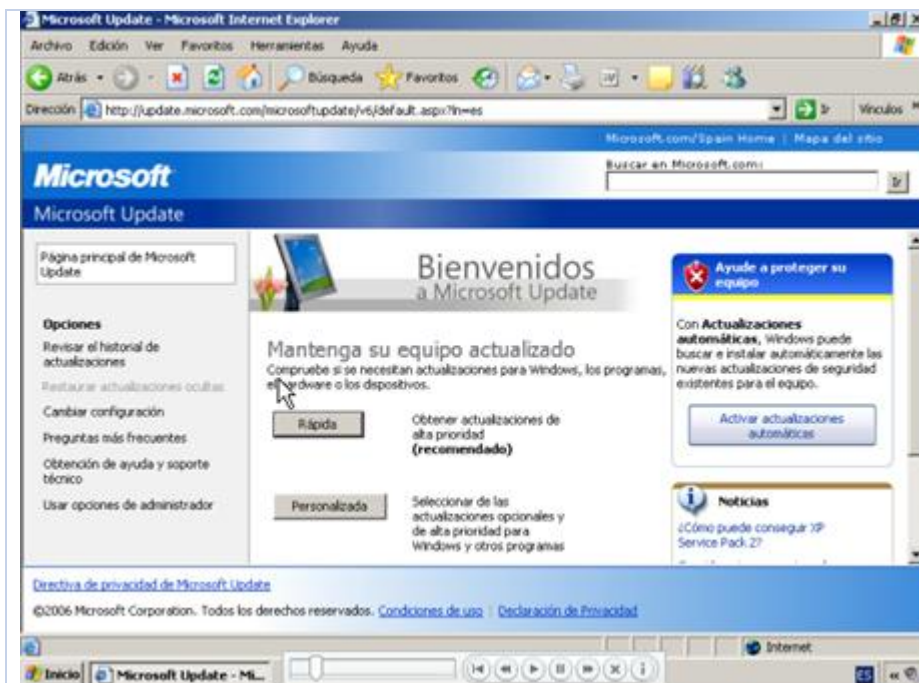 Microsoft Update - Microsoft Internet Explorer
Archivo Edición Ver Favoritos Herramientas Ayuda
Atrás Búsqueda Favoritos
Dirección http://update.microsoft.com/microsoftupdate/v6/default.aspx?ln=es Ir Vínculos
Microsoft.com/Spain Home | Mapa del sitio
Microsoft
Buscar en Microsoft.com:
Ir
Microsoft Update
Página principal de Microsoft
Update
Opciones
Revisar el historial de
actualizaciones
Restaurar actualizaciones ocultas
Cambiar configuración
Preguntas más frecuentes
Obtención de ayuda y soporte
técnico
Usar opciones de administrador
Bienvenidos
a Microsoft Update
Mantenga su equipo actualizado
Compruebe si se necesitan actualizaciones para Windows, los programas,
el hardware o los dispositivos.
Rápida
Obtener actualizaciones de
alta prioridad
(recomendado)
Personalizada
Seleccionar de las
actualizaciones opcionales y
de alta prioridad para
Windows y otros programas
Ayude a proteger su
equipo
Con Actualizaciones
automáticas, Windows puede
buscar e instalar automáticamente las
nuevas actualizaciones de seguridad
existentes para el equipo.
Activar actualizaciones
automáticas
Noticias
¿Cómo puede conseguir XP
Service Pack 2?
Directiva de privacidad de Microsoft Update
©2006 Microsoft Corporation. Todos los derechos reservados. Condiciones de uso | Declaración de Privacidad
Internet
Inicio Microsoft Update - Mi... ES